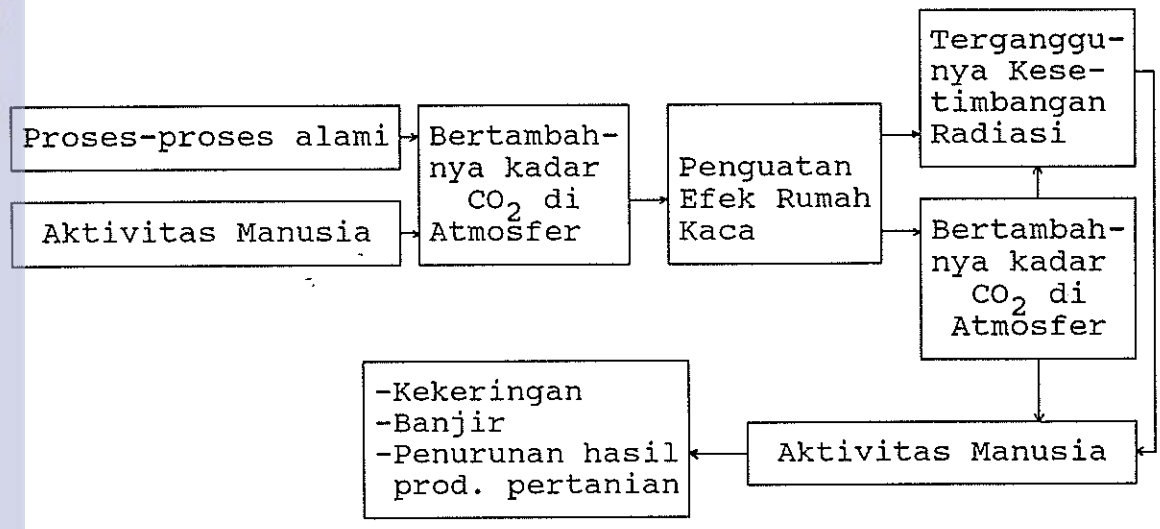 Proses-proses alami
Aktivitas Manusia
Bertambah-
nya kadar
CO₂ di
Atmosfer
Penguatan
Efek Rumah
Kaca
Terganggu-
nya Kese-
timbangan
Radiasi
Bertambah-
nya kadar
CO₂ di
Atmosfer
Aktivitas Manusia
-Kekeringan
-Banjir
-Penurunan hasil
prod. pertanian